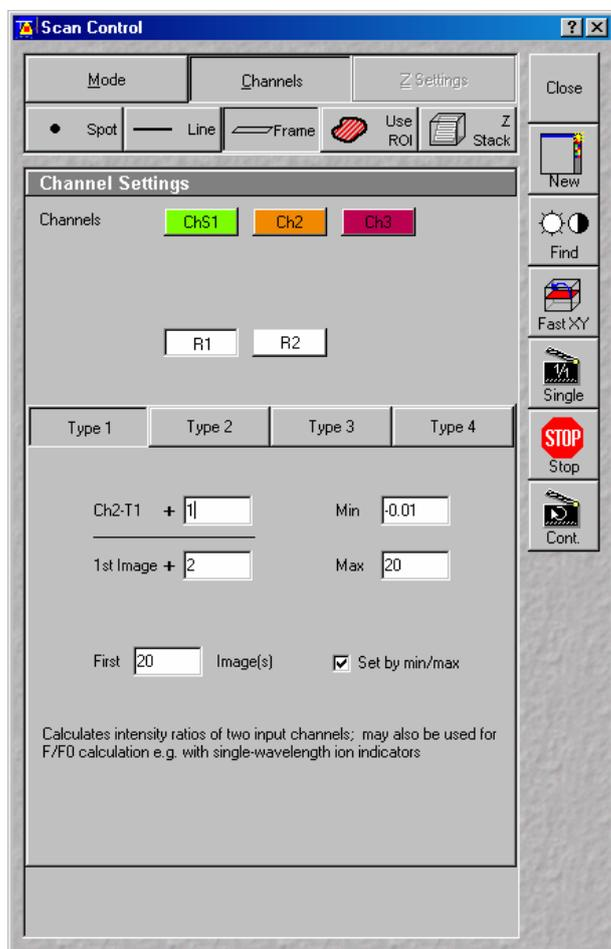 Scan Control
Mode Channels Z Settings
Close
Spot Line Frame Use ROI Z Stack
New
Channel Settings
Channels ChS1 Ch2 Ch3
Find
Fast XY
R1 R2
1/1
Single
Type 1 Type 2 Type 3 Type 4
STOP
Stop
Ch2-T1 + 1 Min -0.01
Cont.
1st Image + 2 Max 20
First 20 Image(s) Set by min/max
Calculates intensity ratios of two input channels; may also be used for
F/F0 calculation e.g. with single-wavelength ion indicators